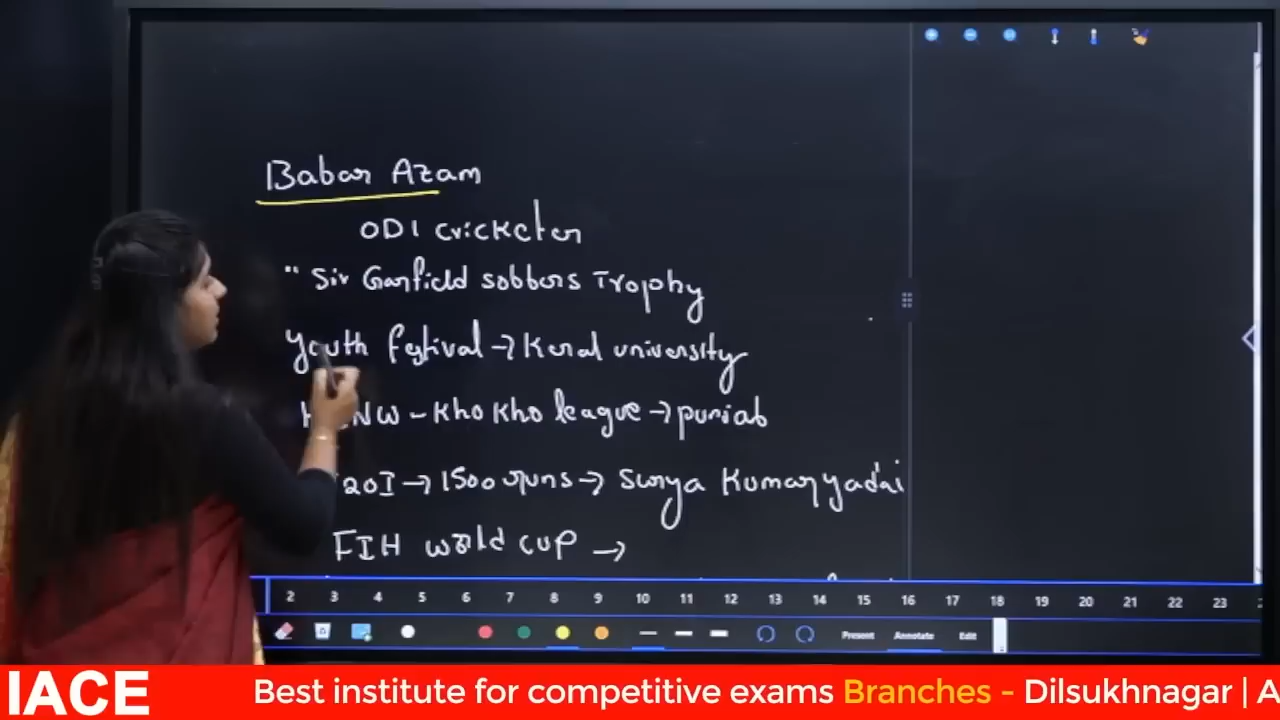 Babar Azam
ODI cricketer
" Sir Garfield sobbers Trophy
Youth festival → Keral university
NW - Kho Kho league → punjab
20I → 1500 runs → Surya Kumar yadav
FIH world cup →
2 3 4 5 6 7 8 9 10 11 12 13 14 15 16 17 18 19 20 21 22 23
Present Annotate Edit
IACE Best institute for competitive exams Branches - Dilsukhnagar | A